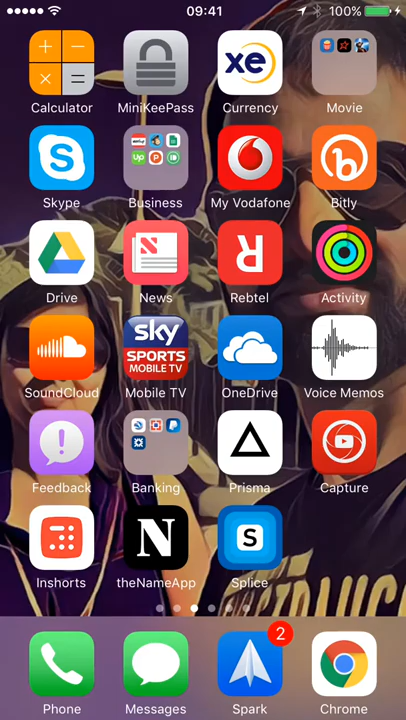 09:41 100%
xe
Calculator MiniKeePass Currency Movie
Up
Skype Business My Vodafone Bitly
R
Drive News Rebtel Activity
sky
SPORTS
MOBILE TV
SoundCloud Mobile TV OneDrive Voice Memos
Feedback Banking Prisma Capture
N S
Inshorts theNameApp Splice
2
Phone Messages Spark Chrome